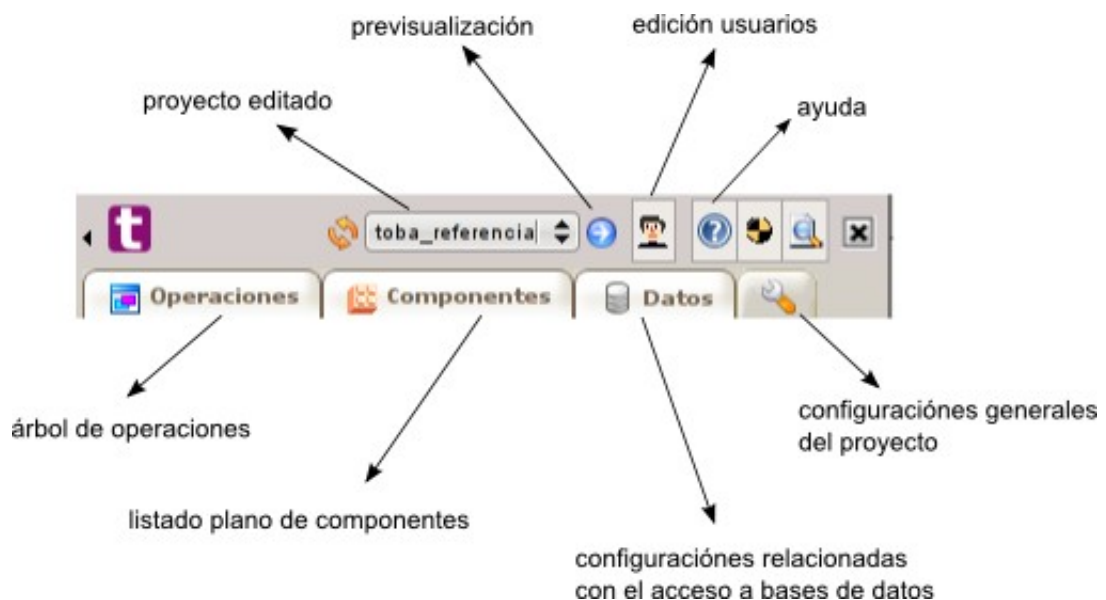 previsualización
edición usuarios
proyecto editado
ayuda
t
toba_referencia
Operaciones
Componentes
Datos
árbol de operaciones
configuraciónes generales
del proyecto
listado plano de componentes
configuraciónes relacionadas
con el acceso a bases de datos